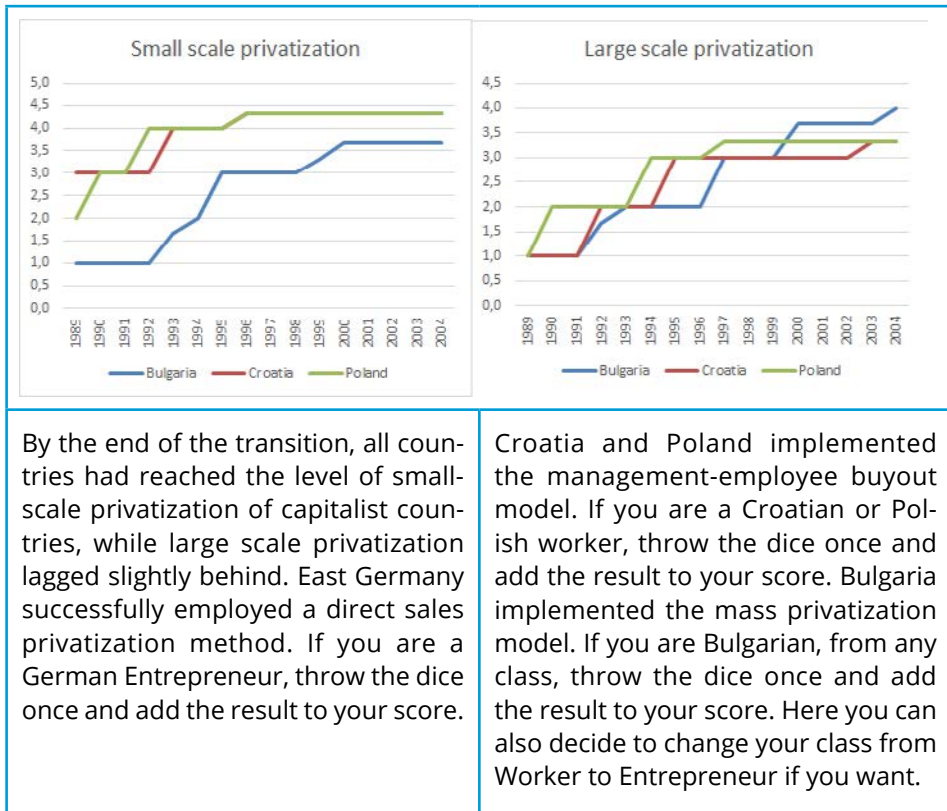 Small scale privatization
5,0
4,5
4,0
3,5
3,0
2,5
2,0
1,5
1,0
0,5
0,0
1989 1990 1991 1992 1993 1994 1995 1996 1997 1998 1999 2000 2001 2002 2003 2004
Bulgaria Croatia Poland
Large scale privatization
4,5
4,0
3,5
3,0
2,5
2,0
1,5
1,0
0,5
0,0
1989 1990 1991 1992 1993 1994 1995 1996 1997 1998 1999 2000 2001 2002 2003 2004
Bulgaria Croatia Poland
By the end of the transition, all coun-
tries had reached the level of small-
scale privatization of capitalist coun-
tries, while large scale privatization
lagged slightly behind. East Germany
successfully employed a direct sales
privatization method. If you are a
German Entrepreneur, throw the dice
once and add the result to your score.
Croatia and Poland implemented
the management-employee buyout
model. If you are a Croatian or Pol-
ish worker, throw the dice once and
add the result to your score. Bulgaria
implemented the mass privatization
model. If you are Bulgarian, from any
class, throw the dice once and add
the result to your score. Here you can
also decide to change your class from
Worker to Entrepreneur if you want.